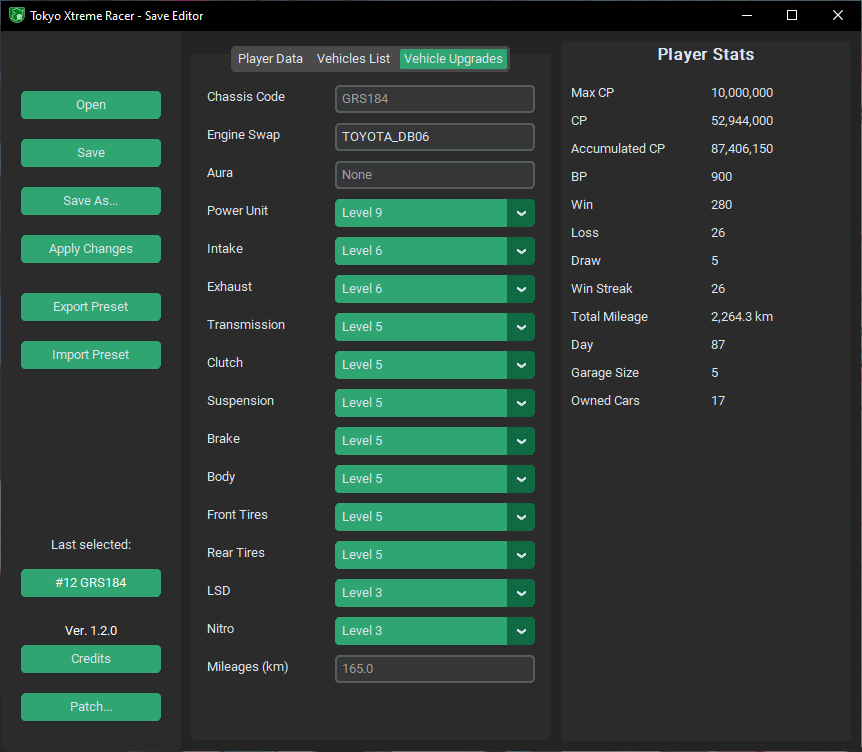 Tokyo Xtreme Racer - Save Editor
Open
Save
Save As...
Apply Changes
Export Preset
Import Preset
Last selected:
#12 GRS184
Ver. 1.2.0
Credits
Patch...
Player Data Vehicles List Vehicle Upgrades
Chassis Code GRS184
Engine Swap TOYOTA_DB06
Aura None
Power Unit Level 9
Intake Level 6
Exhaust Level 6
Transmission Level 5
Clutch Level 5
Suspension Level 5
Brake Level 5
Body Level 5
Front Tires Level 5
Rear Tires Level 5
LSD Level 3
Nitro Level 3
Mileages (km) 165.0
Player Stats
Max CP 10,000,000
CP 52,944,000
Accumulated CP 87,406,150
BP 900
Win 280
Loss 26
Draw 5
Win Streak 26
Total Mileage 2,264.3 km
Day 87
Garage Size 5
Owned Cars 17